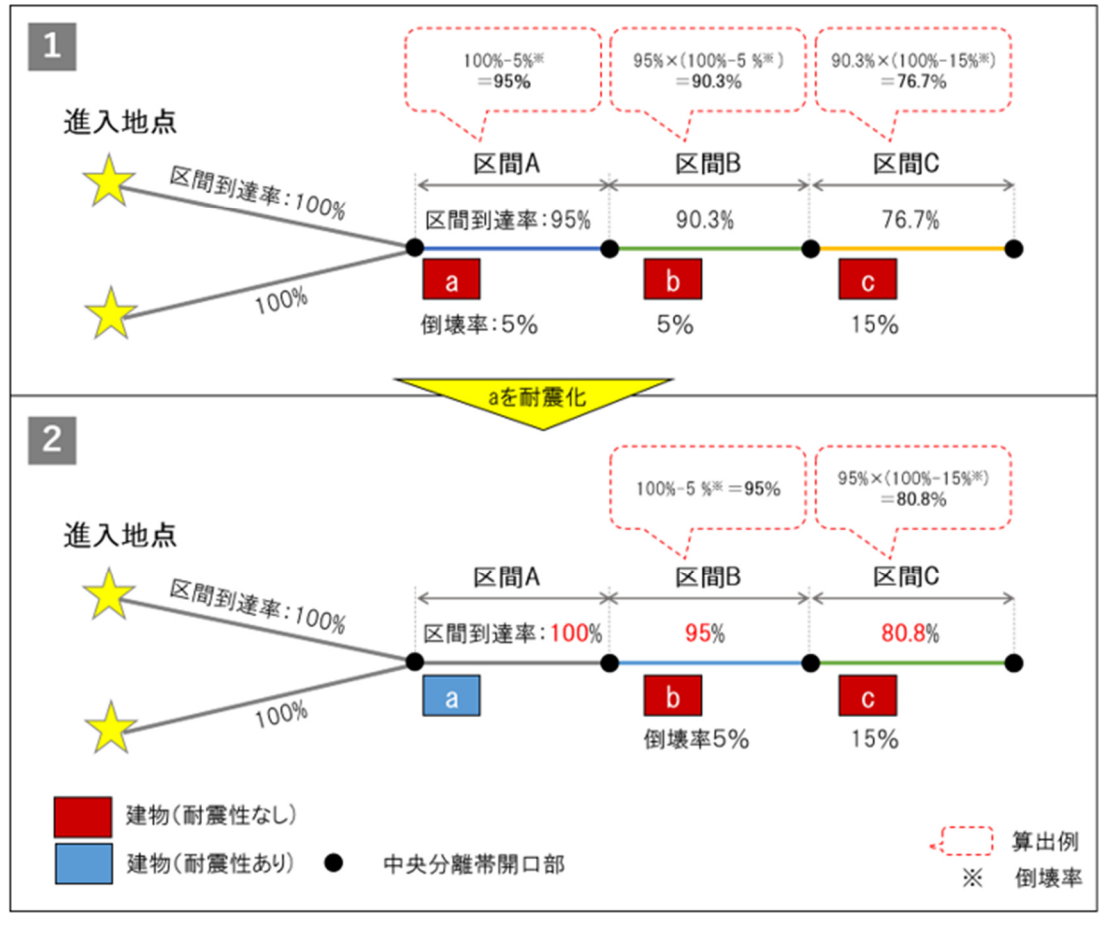 1
100%-5%※
=95%
95%×(100%-5 %※)
=90.3%
90.3%×(100%-15%※)
=76.7%
進入地点
区間A
区間B
区間C
区間到達率:100%
区間到達率:95%
90.3%
76.7%
100%
a
b
c
倒壊率:5%
5%
15%
aを耐震化
2
100%-5 %※=95%
95%×(100%-15%※)
=80.8%
進入地点
区間A
区間B
区間C
区間到達率:100%
区間到達率:100%
95%
80.8%
100%
a
b
c
倒壊率5%
15%
建物(耐震性なし)
建物(耐震性あり)
中央分離帯開口部
算出例
※ 倒壊率